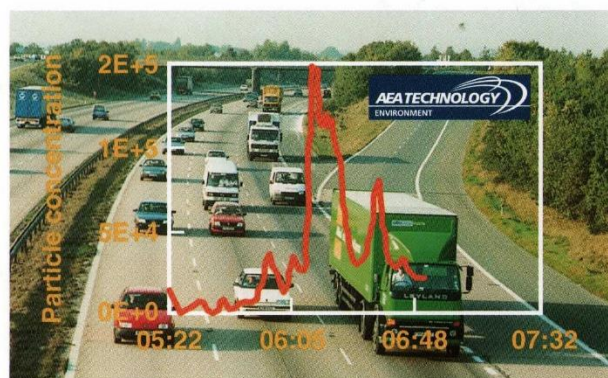 Particle concentration
2E+5
1E+5
5E+4
0E+0
05:22
06:05
06:48
07:32
AEA TECHNOLOGY
ENVIRONMENT
LEYLAND